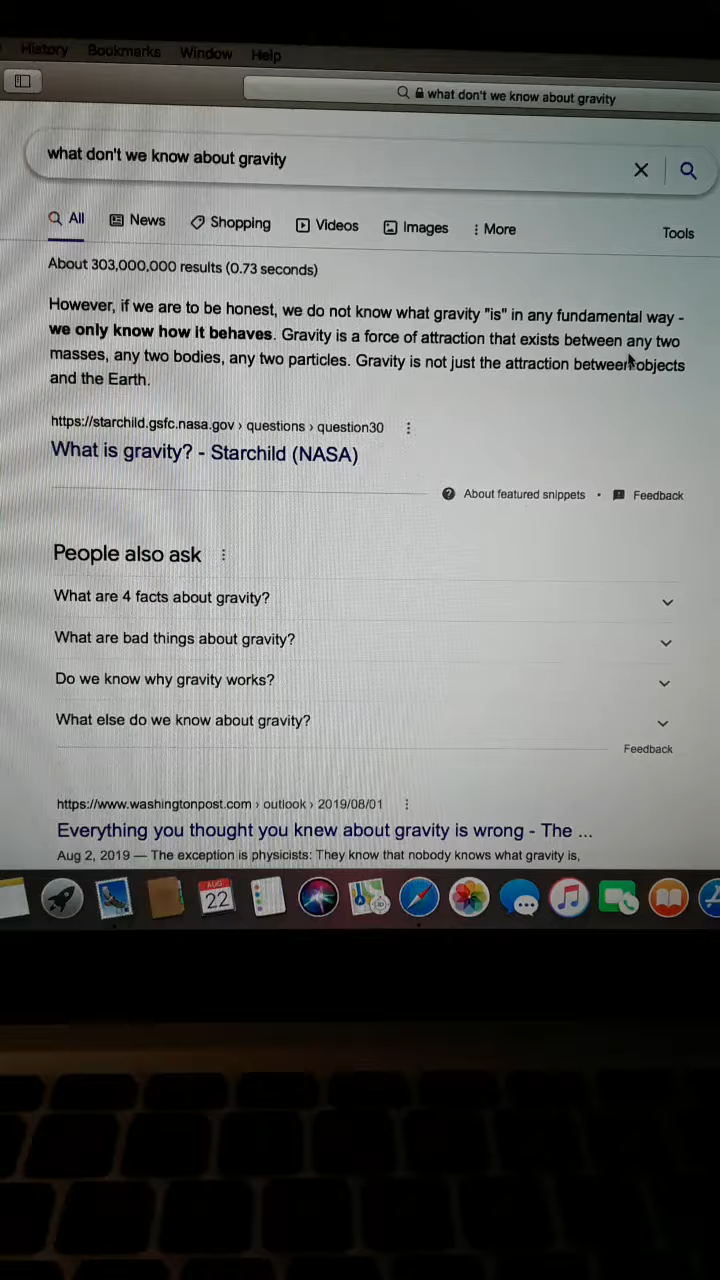 History Bookmarks Window Help
what don't we know about gravity
what don't we know about gravity
All News Shopping Videos Images More Tools
About 303,000,000 results (0.73 seconds)
However, if we are to be honest, we do not know what gravity "is" in any fundamental way -
we only know how it behaves. Gravity is a force of attraction that exists between any two
masses, any two bodies, any two particles. Gravity is not just the attraction between objects
and the Earth.
https://starchild.gsfc.nasa.gov › questions › question30
What is gravity? - Starchild (NASA)
About featured snippets • Feedback
People also ask
What are 4 facts about gravity?
What are bad things about gravity?
Do we know why gravity works?
What else do we know about gravity?
Feedback
https://www.washingtonpost.com › outlook › 2019/08/01
Everything you thought you knew about gravity is wrong - The ...
Aug 2, 2019 — The exception is physicists: They know that nobody knows what gravity is,
AUG
22